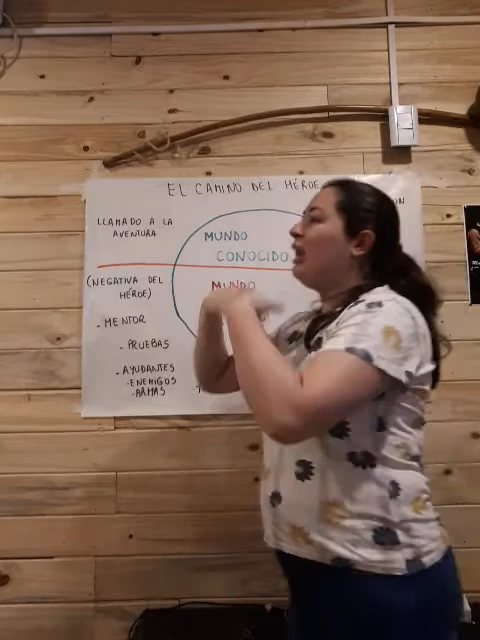 EL CAMINO DEL HÉROE
LLAMADO A LA
AVENTURA
MUNDO
CONOCIDO
(NEGATIVA DEL
HÉROE)
MUNDO
- MENTOR
- PRUEBAS
- AYUDANTES
- ENEMIGOS
- ARMAS